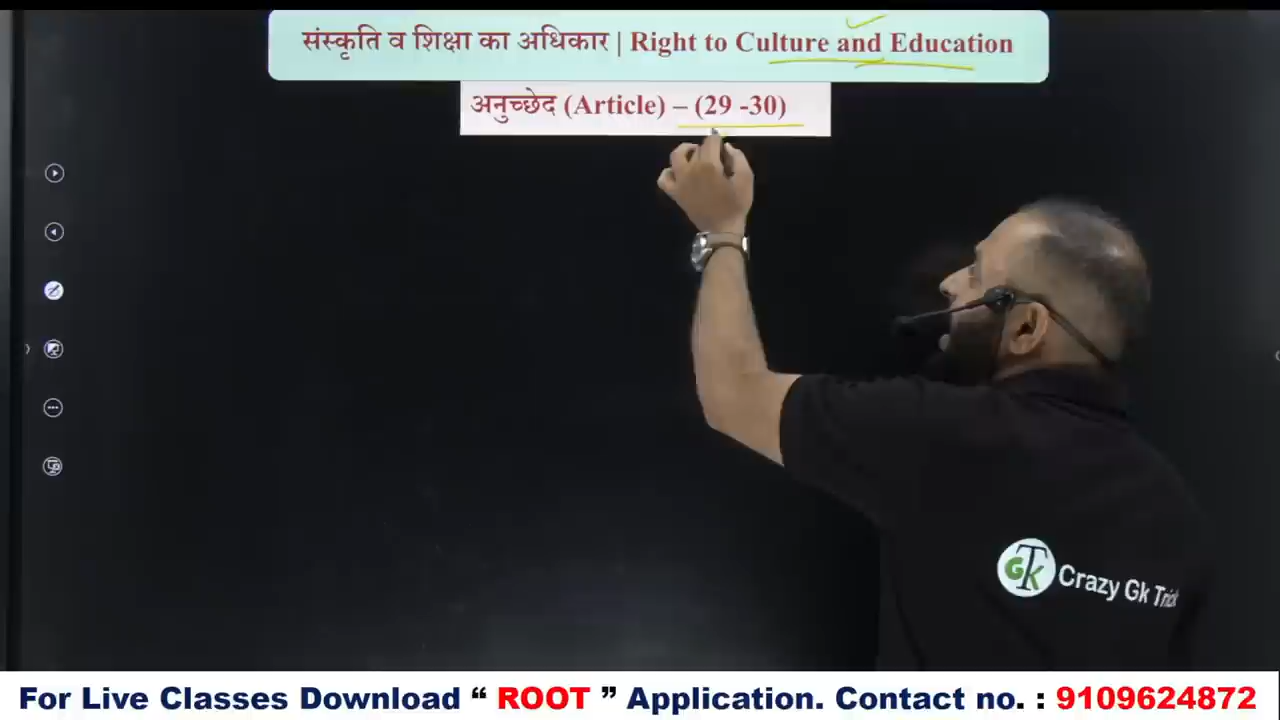 संस्कृति व शिक्षा का अधिकार | Right to Culture and Education
अनुच्छेद (Article) – (29 -30)
GTK Crazy Gk Trick
For Live Classes Download “ ROOT ” Application. Contact no. : 9109624872